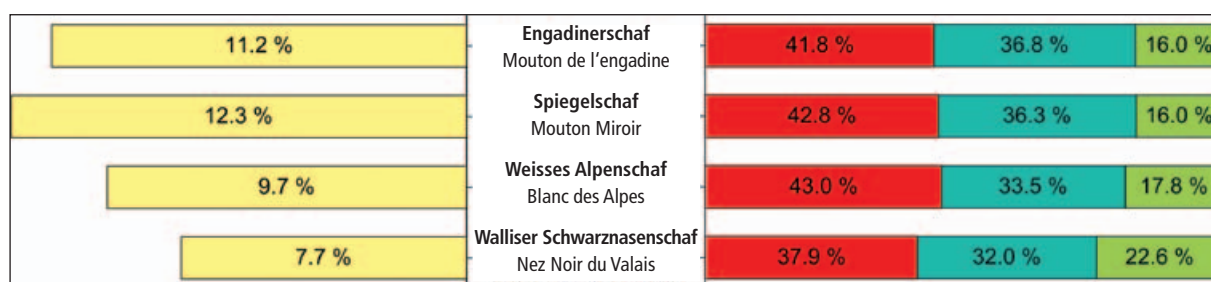 11.2 % Engadinerschaf 41.8 % 36.8 % 16.0 %
Mouton de l'engadine
12.3 % Spiegelschaf 42.8 % 36.3 % 16.0 %
Mouton Miroir
9.7 % Weisses Alpenschaf 43.0 % 33.5 % 17.8 %
Blanc des Alpes
7.7 % Walliser Schwarznasenschaf 37.9 % 32.0 % 22.6 %
Nez Noir du Valais